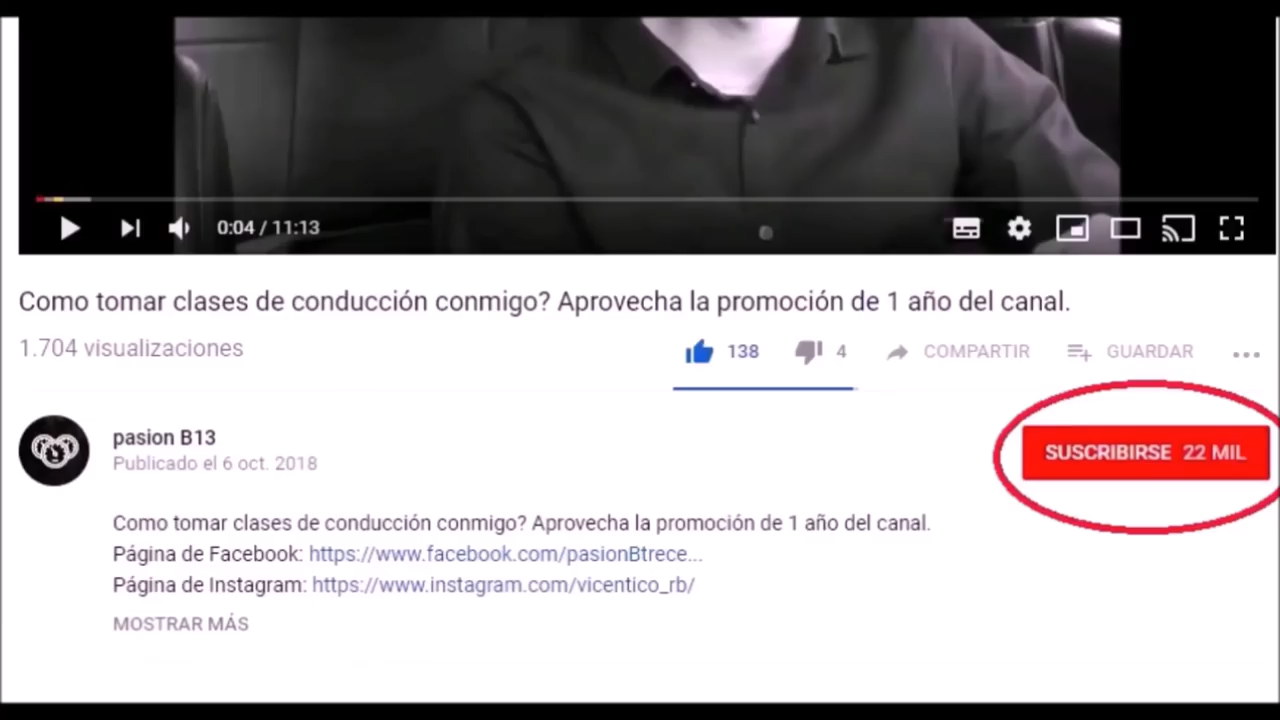 0:04 / 11:13
Como tomar clases de conducción conmigo? Aprovecha la promoción de 1 año del canal.
1.704 visualizaciones
138
4
COMPARTIR
GUARDAR
pasion B13
Publicado el 6 oct. 2018
SUSCRIBIRSE 22 MIL
Como tomar clases de conducción conmigo? Aprovecha la promoción de 1 año del canal.
Página de Facebook: https://www.facebook.com/pasionBtrece...
Página de Instagram: https://www.instagram.com/vicentico_rb/
MOSTRAR MÁS